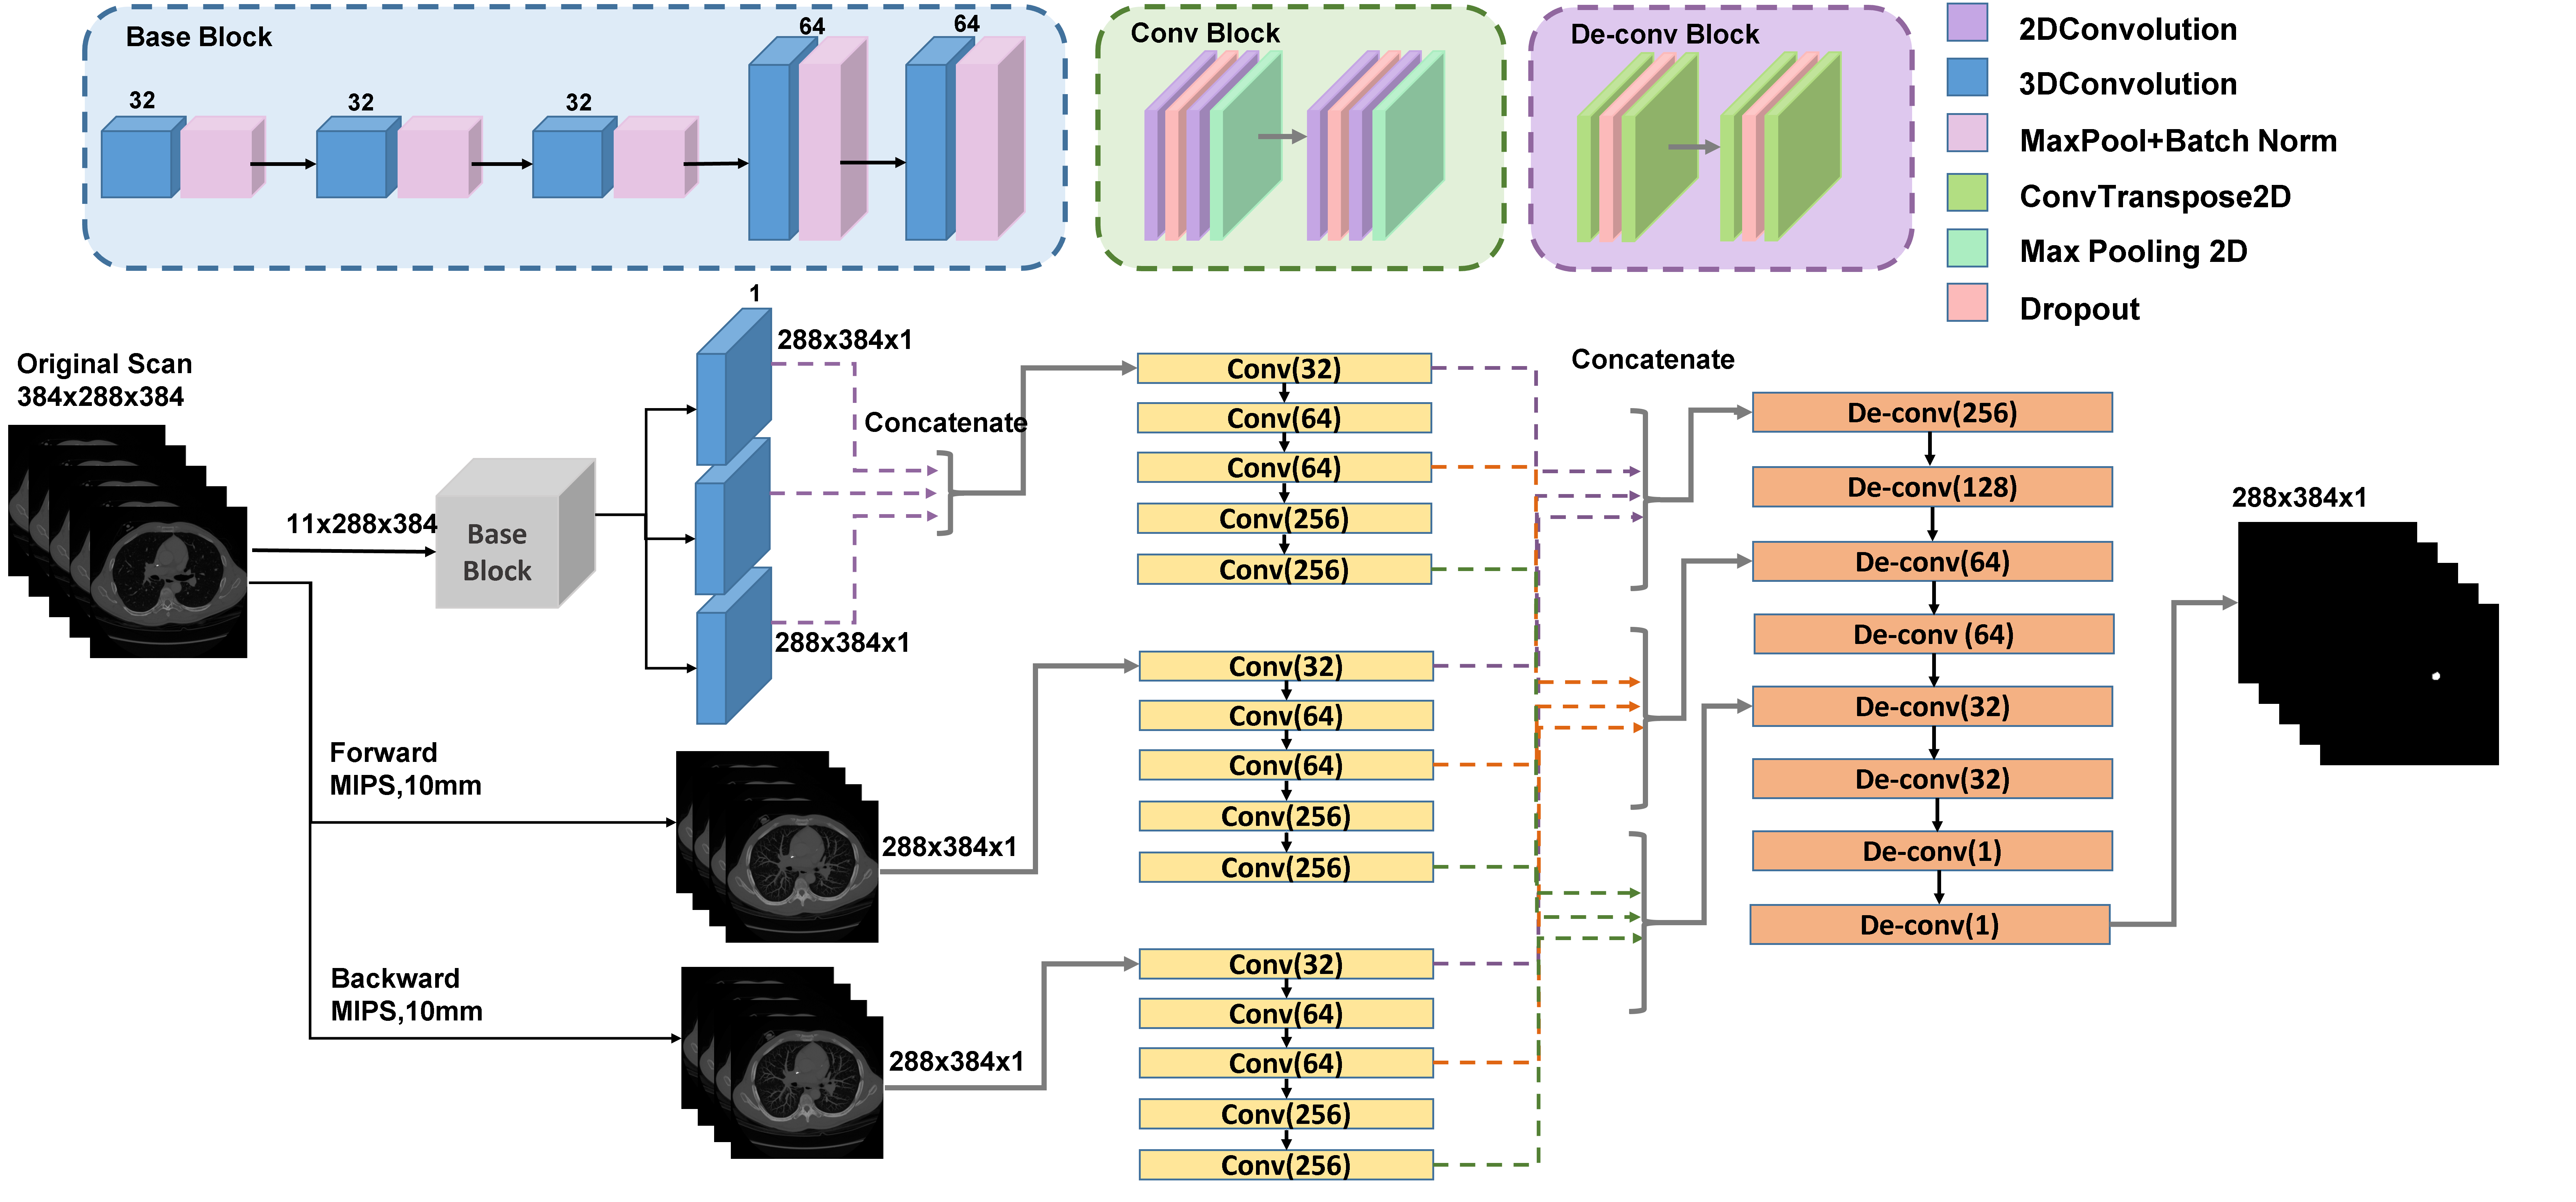 Base Block
32
32
32
64
64
Conv Block
De-conv Block
2DConvolution
3DConvolution
MaxPool+Batch Norm
ConvTranspose2D
Max Pooling 2D
Dropout
Original Scan
384x288x384
11x288x384
Base
Block
1
288x384x1
288x384x1
Concatenate
Forward
MIPS,10mm
288x384x1
Backward
MIPS,10mm
288x384x1
Conv(32)
Conv(64)
Conv(64)
Conv(256)
Conv(256)
Conv(32)
Conv(64)
Conv(64)
Conv(256)
Conv(256)
Conv(32)
Conv(64)
Conv(64)
Conv(256)
Conv(256)
Concatenate
De-conv(256)
De-conv(128)
De-conv(64)
De-conv (64)
De-conv(32)
De-conv(32)
De-conv(1)
De-conv(1)
288x384x1